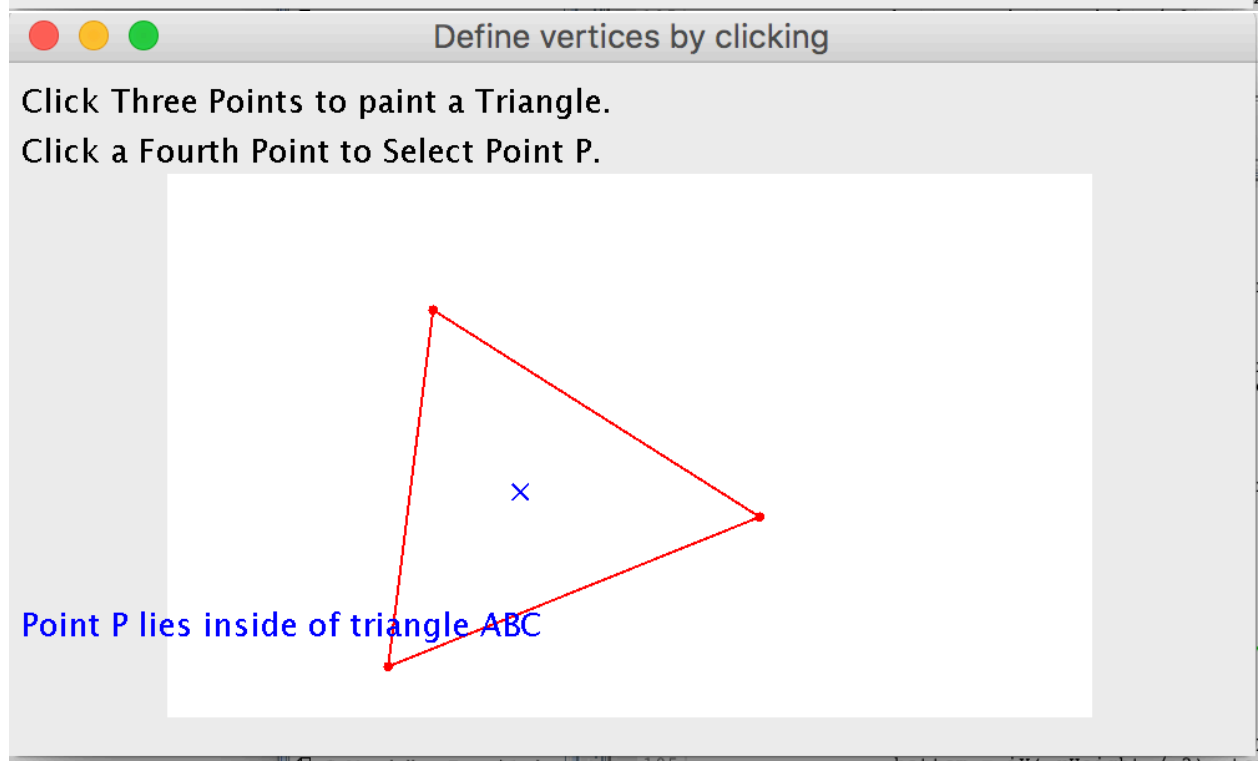 Define vertices by clicking
Click Three Points to paint a Triangle.
Click a Fourth Point to Select Point P.
Point P lies inside of triangle ABC